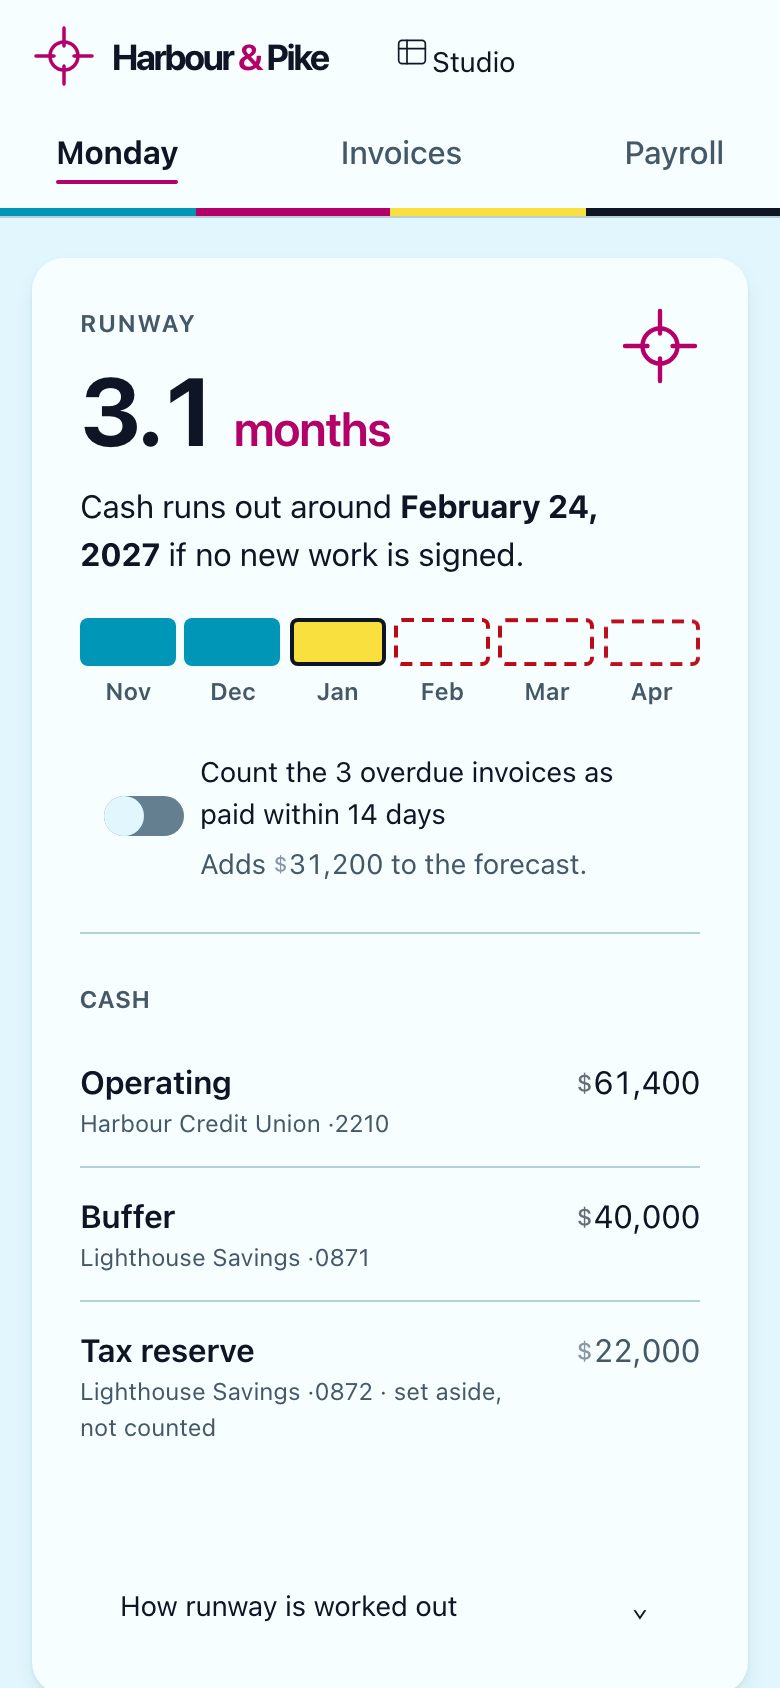 Harbour & Pike
Studio
Monday
Invoices
Payroll
RUNWAY
3.1 months
Cash runs out around February 24,
2027 if no new work is signed.
Nov
Dec
Jan
Feb
Mar
Apr
Count the 3 overdue invoices as
paid within 14 days
Adds $31,200 to the forecast.
CASH
Operating
$61,400
Harbour Credit Union ·2210
Buffer
$40,000
Lighthouse Savings ·0871
Tax reserve
$22,000
Lighthouse Savings ·0872 · set aside,
not counted
How runway is worked out